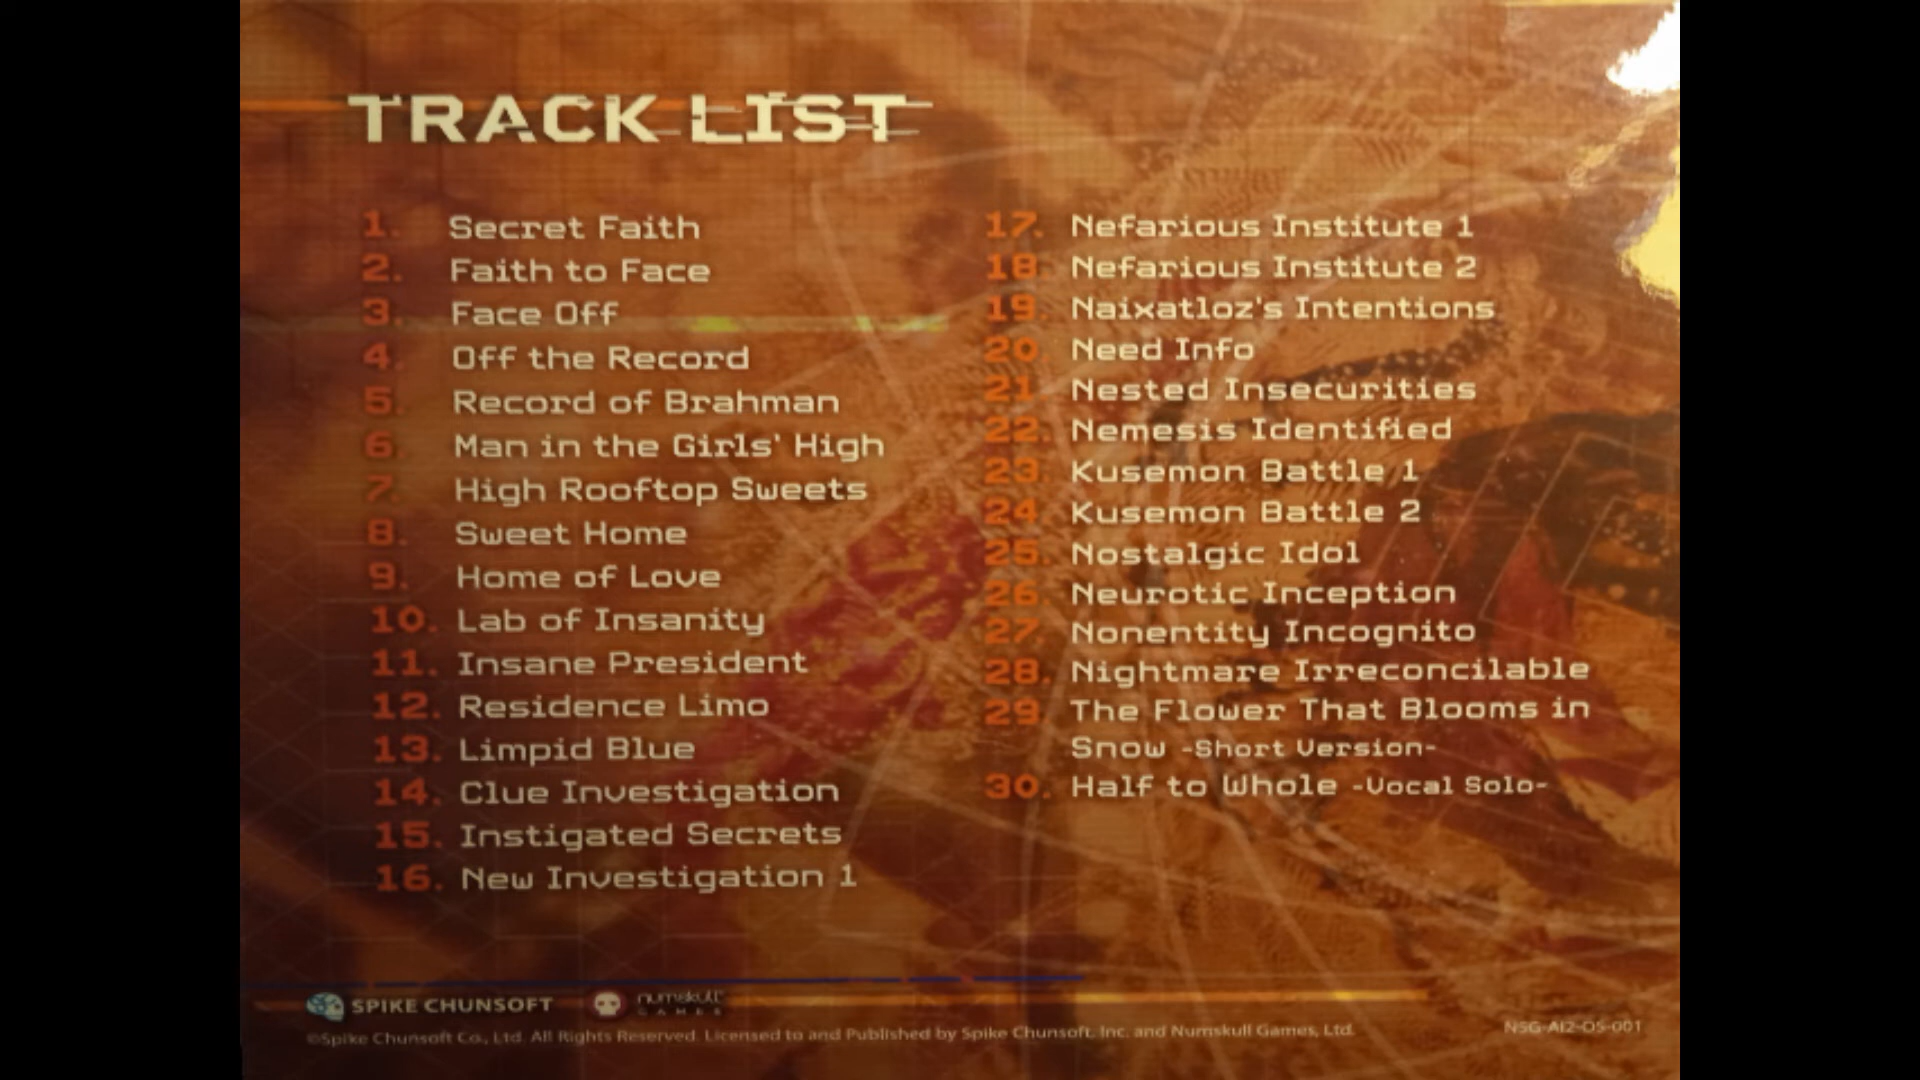 TRACK LIST
1. Secret Faith
2. Faith to Face
3. Face Off
4. Off the Record
5. Record of Brahman
6. Man in the Girls' High
7. High Rooftop Sweets
8. Sweet Home
9. Home of Love
10. Lab of Insanity
11. Insane President
12. Residence Limo
13. Limpid Blue
14. Clue Investigation
15. Instigated Secrets
16. New Investigation 1
17. Nefarious Institute 1
18. Nefarious Institute 2
19. Naixatloz's Intentions
20. Need Info
21. Nested Insecurities
22. Nemesis Identified
23. Kusemon Battle 1
24. Kusemon Battle 2
25. Nostalgic Idol
26. Neurotic Inception
27. Nonentity Incognito
28. Nightmare Irreconcilable
29. The Flower That Blooms in
Snow -Short Version-
30. Half to Whole -Vocal Solo-
SPIKE CHUNSOFT
numskull
GAMES
©Spike Chunsoft Co., Ltd. All Rights Reserved. Licensed to and Published by Spike Chunsoft, Inc. and Numskull Games, Ltd.
NSG-AI2-OS-001